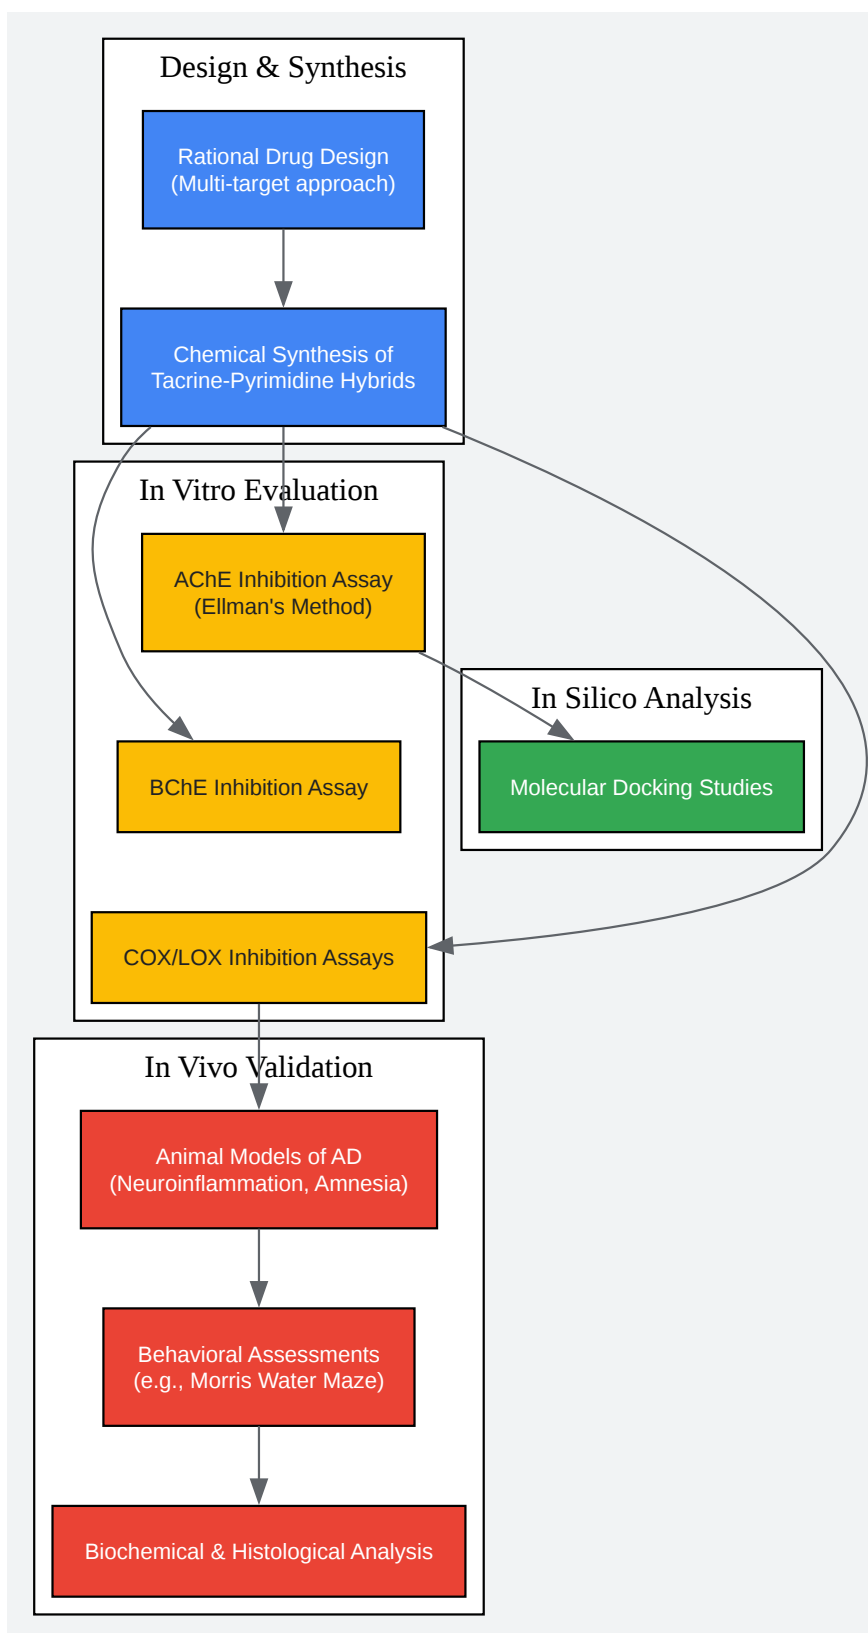 Design & Synthesis
Rational Drug Design
(Multi-target approach)
Chemical Synthesis of
Tacrine-Pyrimidine Hybrids
In Vitro Evaluation
AChE Inhibition Assay
(Ellman's Method)
In Silico Analysis
BChE Inhibition Assay
Molecular Docking Studies
COX/LOX Inhibition Assays
In Vivo Validation
Animal Models of AD
(Neuroinflammation, Amnesia)
Behavioral Assessments
(e.g., Morris Water Maze)
Biochemical & Histological Analysis